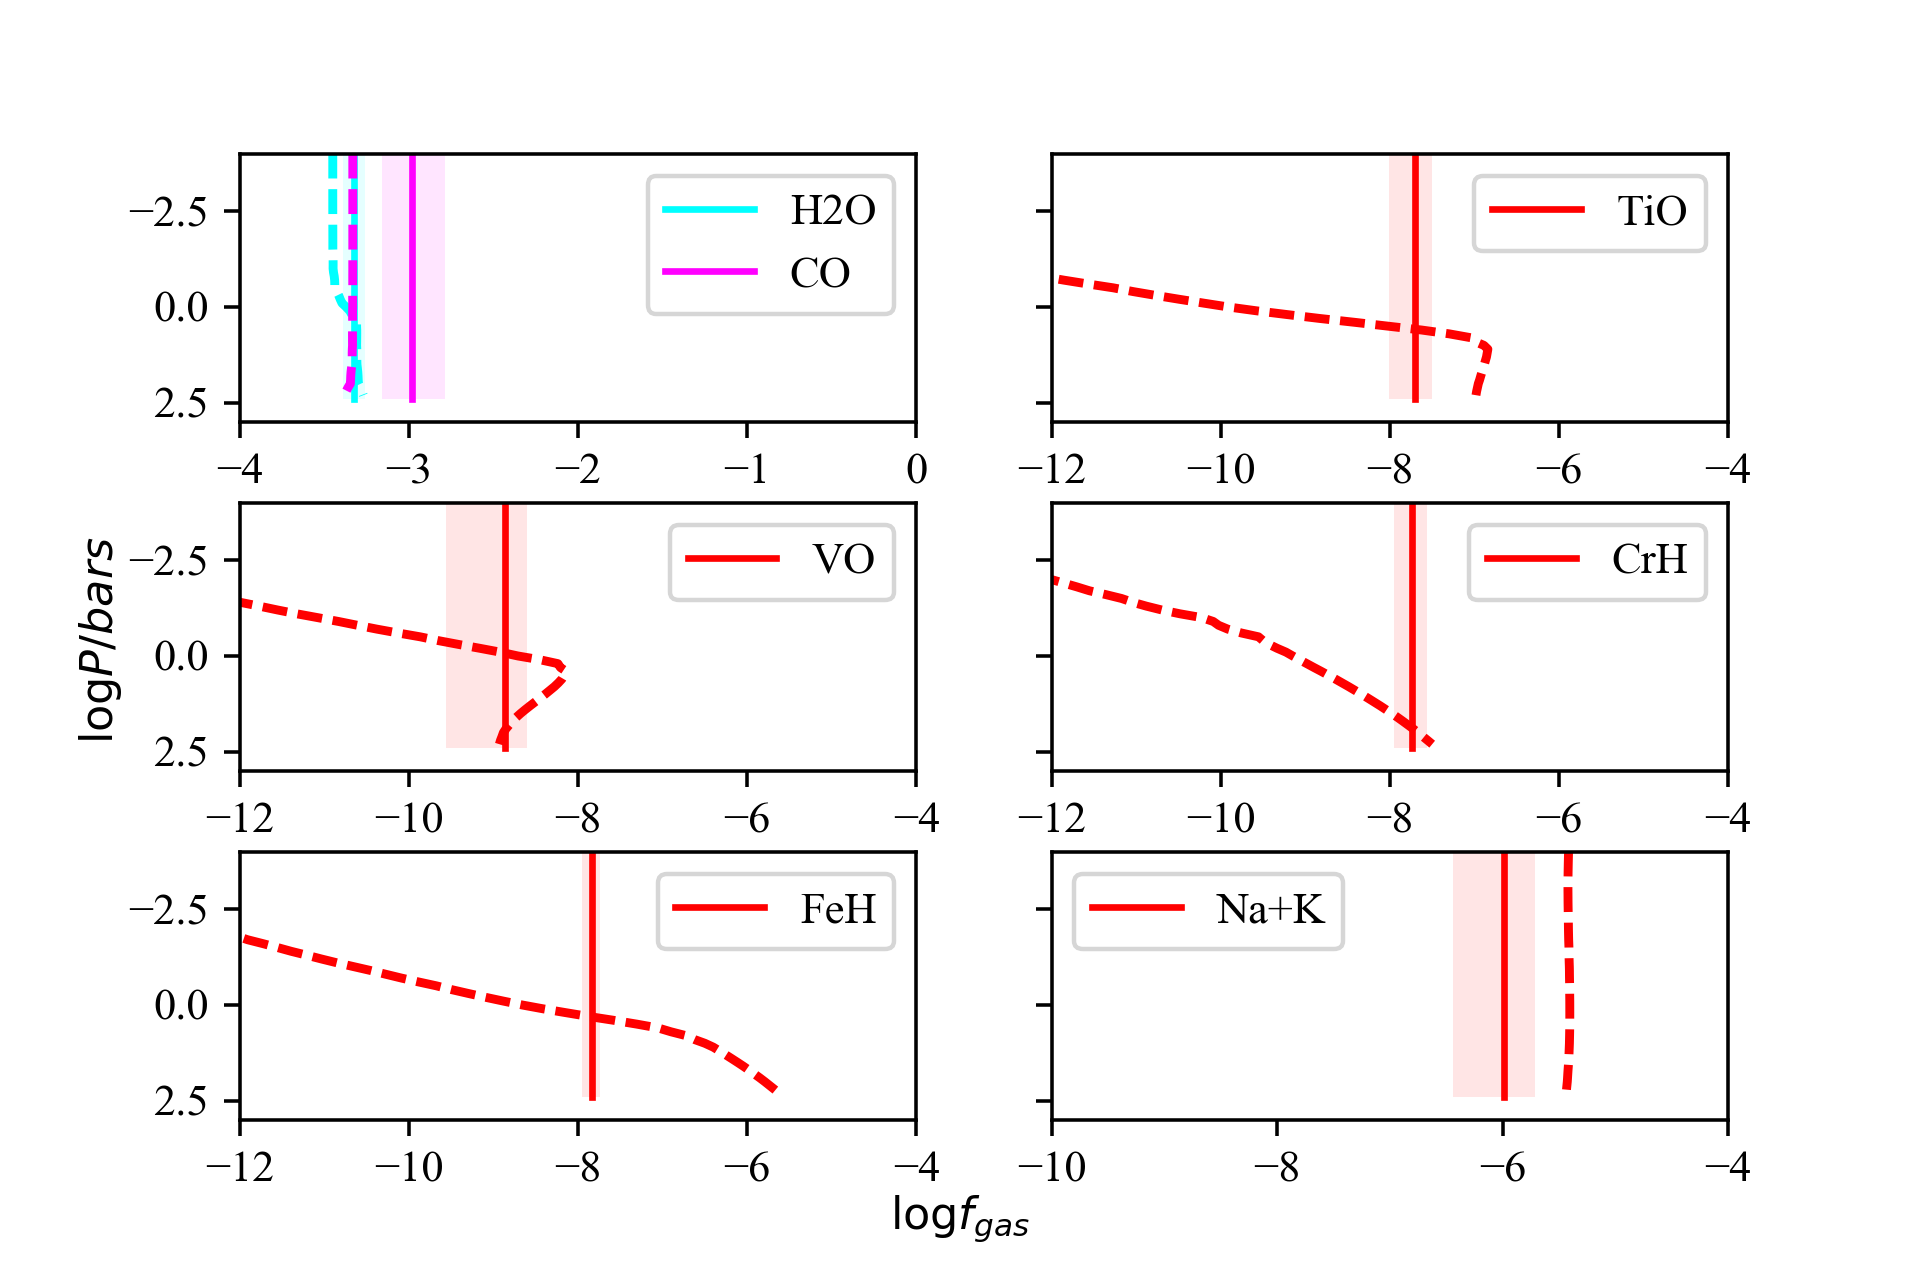 H2O
CO
−2.5
0.0
2.5
−4 −3 −2 −1 0
TiO
−12 −10 −8 −6 −4
VO
−2.5
0.0
2.5
−12 −10 −8 −6 −4
CrH
−12 −10 −8 −6 −4
FeH
−2.5
0.0
2.5
−12 −10 −8 −6 −4
Na+K
−10 −8 −6 −4
logP/bars
logf_gas